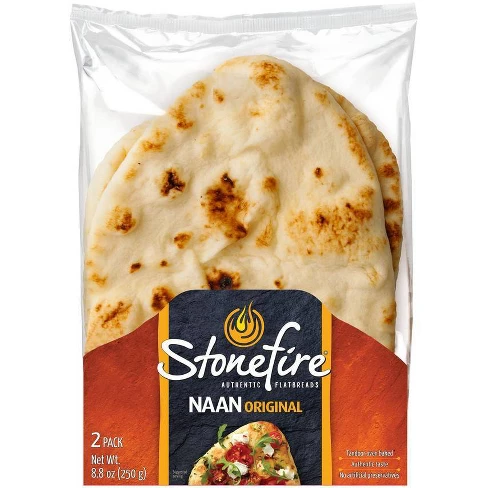 Stonefire®
AUTHENTIC FLATBREADS
NAAN ORIGINAL
2 PACK
Net Wt.
8.8 oz (250 g)
Tandoor oven baked
Authentic taste
No artificial preservatives